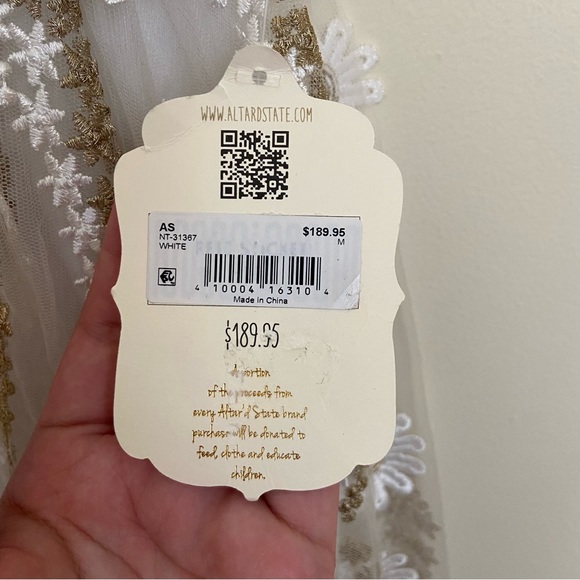 WWW.ALTARDSTATE.COM
AS $189.95
NT-31367 M
WHITE
4 10004 16310 4
Made in China
$189.95
A portion
of the proceeds from
every Altar'd State brand
purchase will be donated to
feed, clothe and educate
children.